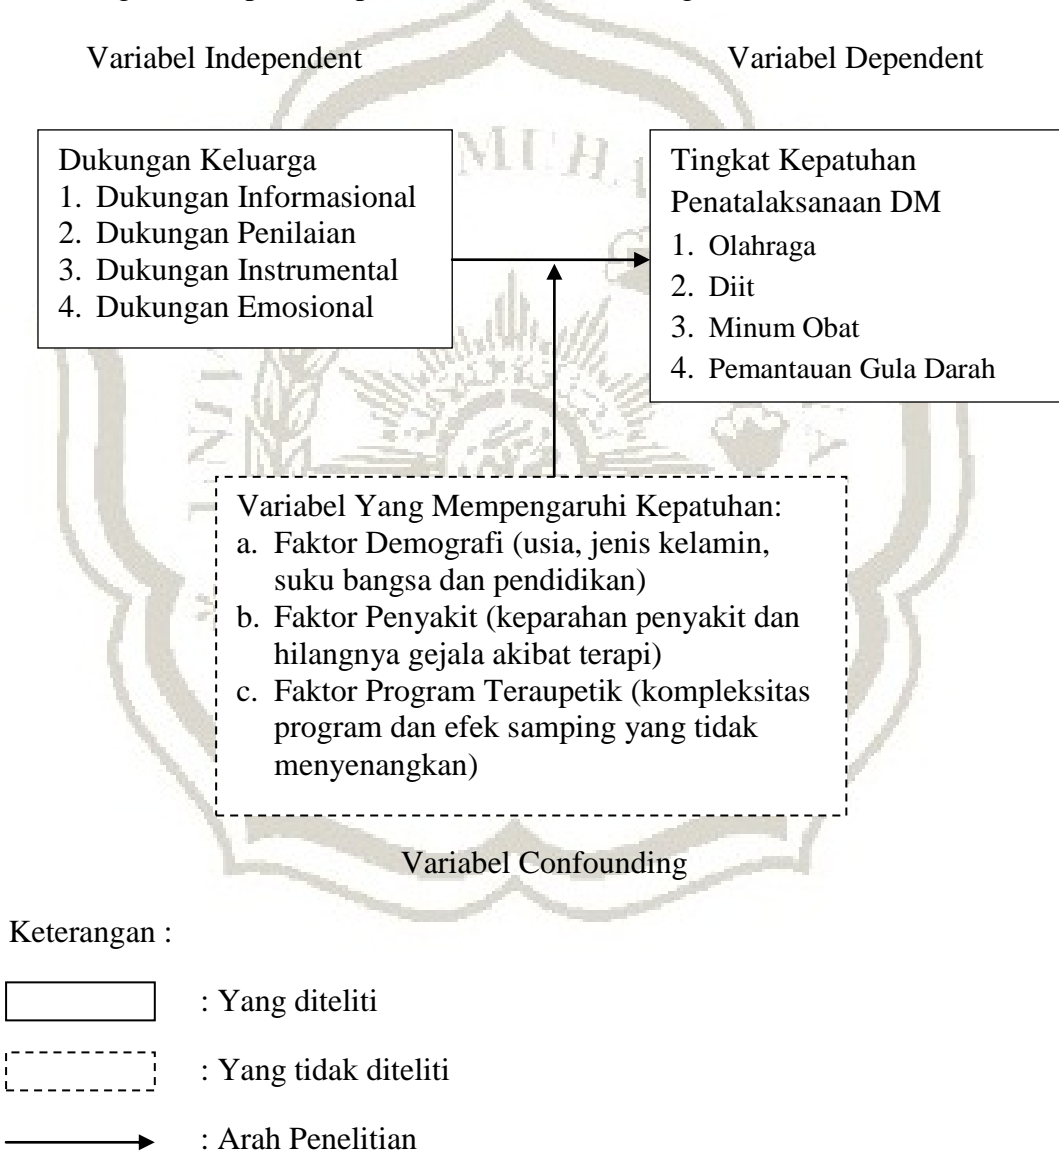 Variabel Independent
Variabel Dependent
Dukungan Keluarga
1. Dukungan Informasional
2. Dukungan Penilaian
3. Dukungan Instrumental
4. Dukungan Emosional
Tingkat Kepatuhan
Penatalaksanaan DM
1. Olahraga
2. Diit
3. Minum Obat
4. Pemantauan Gula Darah
Variabel Yang Mempengaruhi Kepatuhan:
a. Faktor Demografi (usia, jenis kelamin,
suku bangsa dan pendidikan)
b. Faktor Penyakit (keparahan penyakit dan
hilangnya gejala akibat terapi)
c. Faktor Program Teraupetik (kompleksitas
program dan efek samping yang tidak
menyenangkan)
Variabel Confounding
Keterangan :
: Yang diteliti
: Yang tidak diteliti
: Arah Penelitian